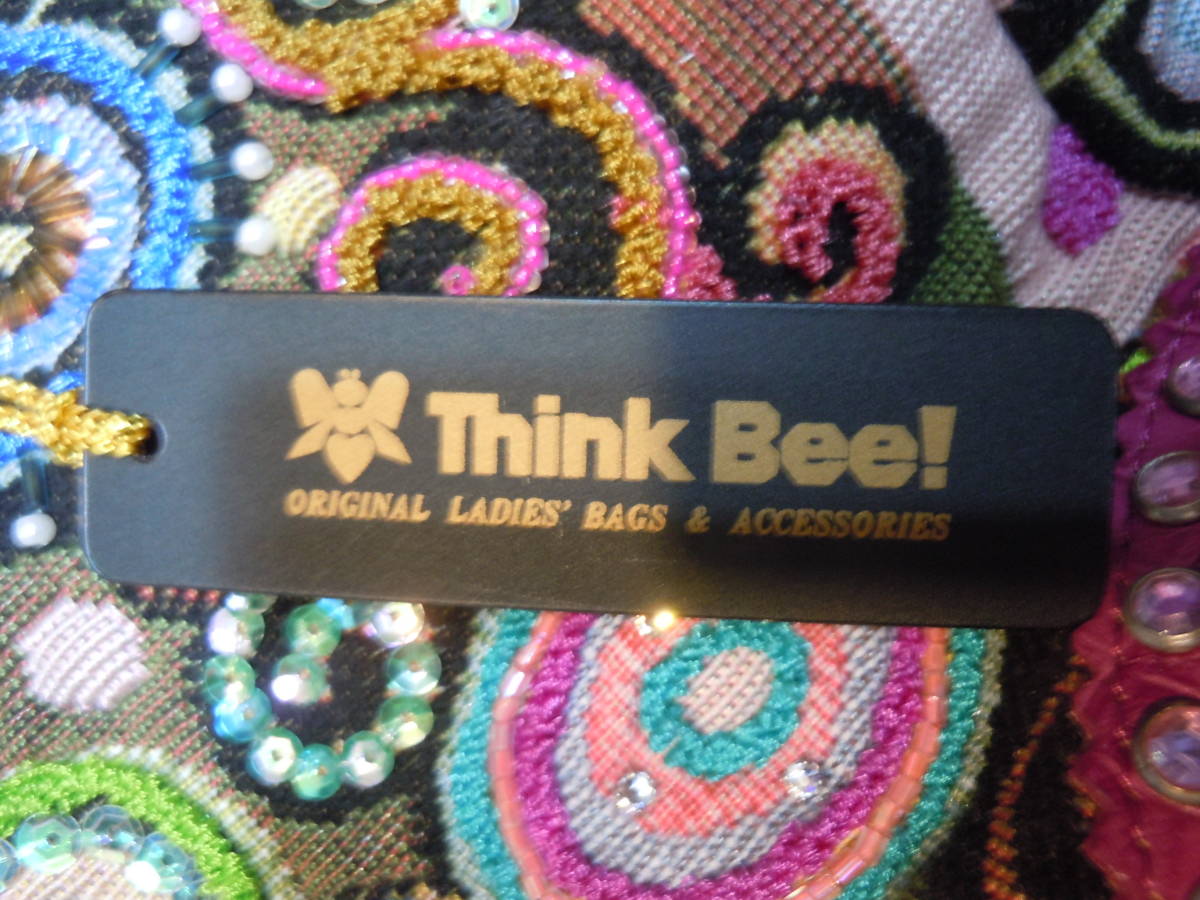 Think Bee!
ORIGINAL LADIES' BAGS & ACCESSORIES